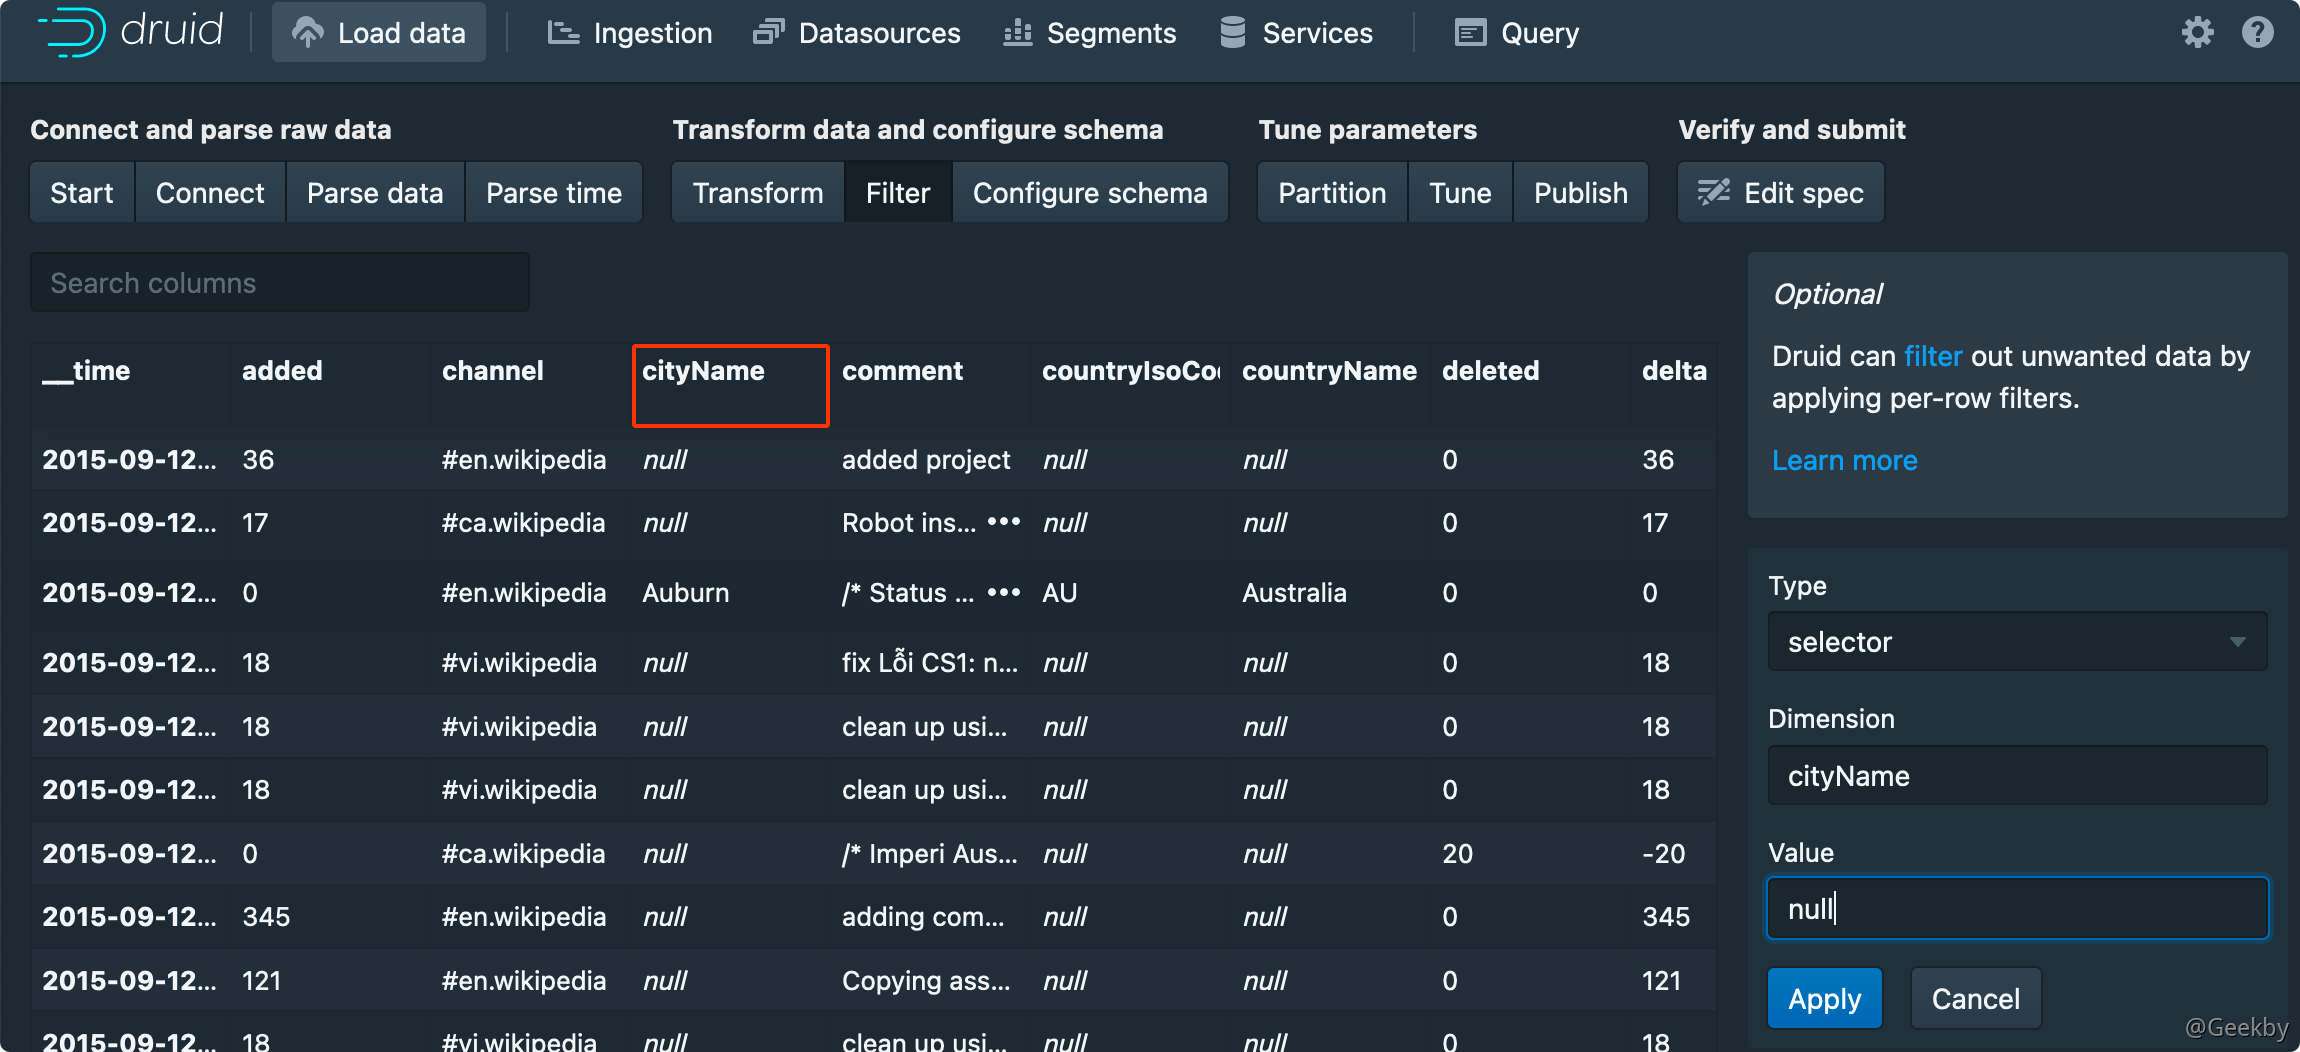 druid Load data Ingestion Datasources Segments Services Query
Connect and parse raw data Transform data and configure schema Tune parameters Verify and submit
Start Connect Parse data Parse time Transform Filter Configure schema Partition Tune Publish Edit spec
Search columns
__time added channel cityName comment countryIsoCo countryName deleted delta
2015-09-12... 36 #en.wikipedia null added project null null 0 36
2015-09-12... 17 #ca.wikipedia null Robot ins... ••• null null 0 17
2015-09-12... 0 #en.wikipedia Auburn /* Status ... ••• AU Australia 0 0
2015-09-12... 18 #vi.wikipedia null fix Lỗi CS1: n... null null 0 18
2015-09-12... 18 #vi.wikipedia null clean up usi... null null 0 18
2015-09-12... 18 #vi.wikipedia null clean up usi... null null 0 18
2015-09-12... 0 #ca.wikipedia null /* Imperi Aus... null null 20 -20
2015-09-12... 345 #en.wikipedia null adding com... null null 0 345
2015-09-12... 121 #en.wikipedia null Copying ass... null null 0 121
2015-09-12... 18 #vi.wikipedia null clean up usi... null null 0 18
Optional
Druid can filter out unwanted data by
applying per-row filters.
Learn more
Type
selector
Dimension
cityName
Value
null
Apply Cancel
@Geekby